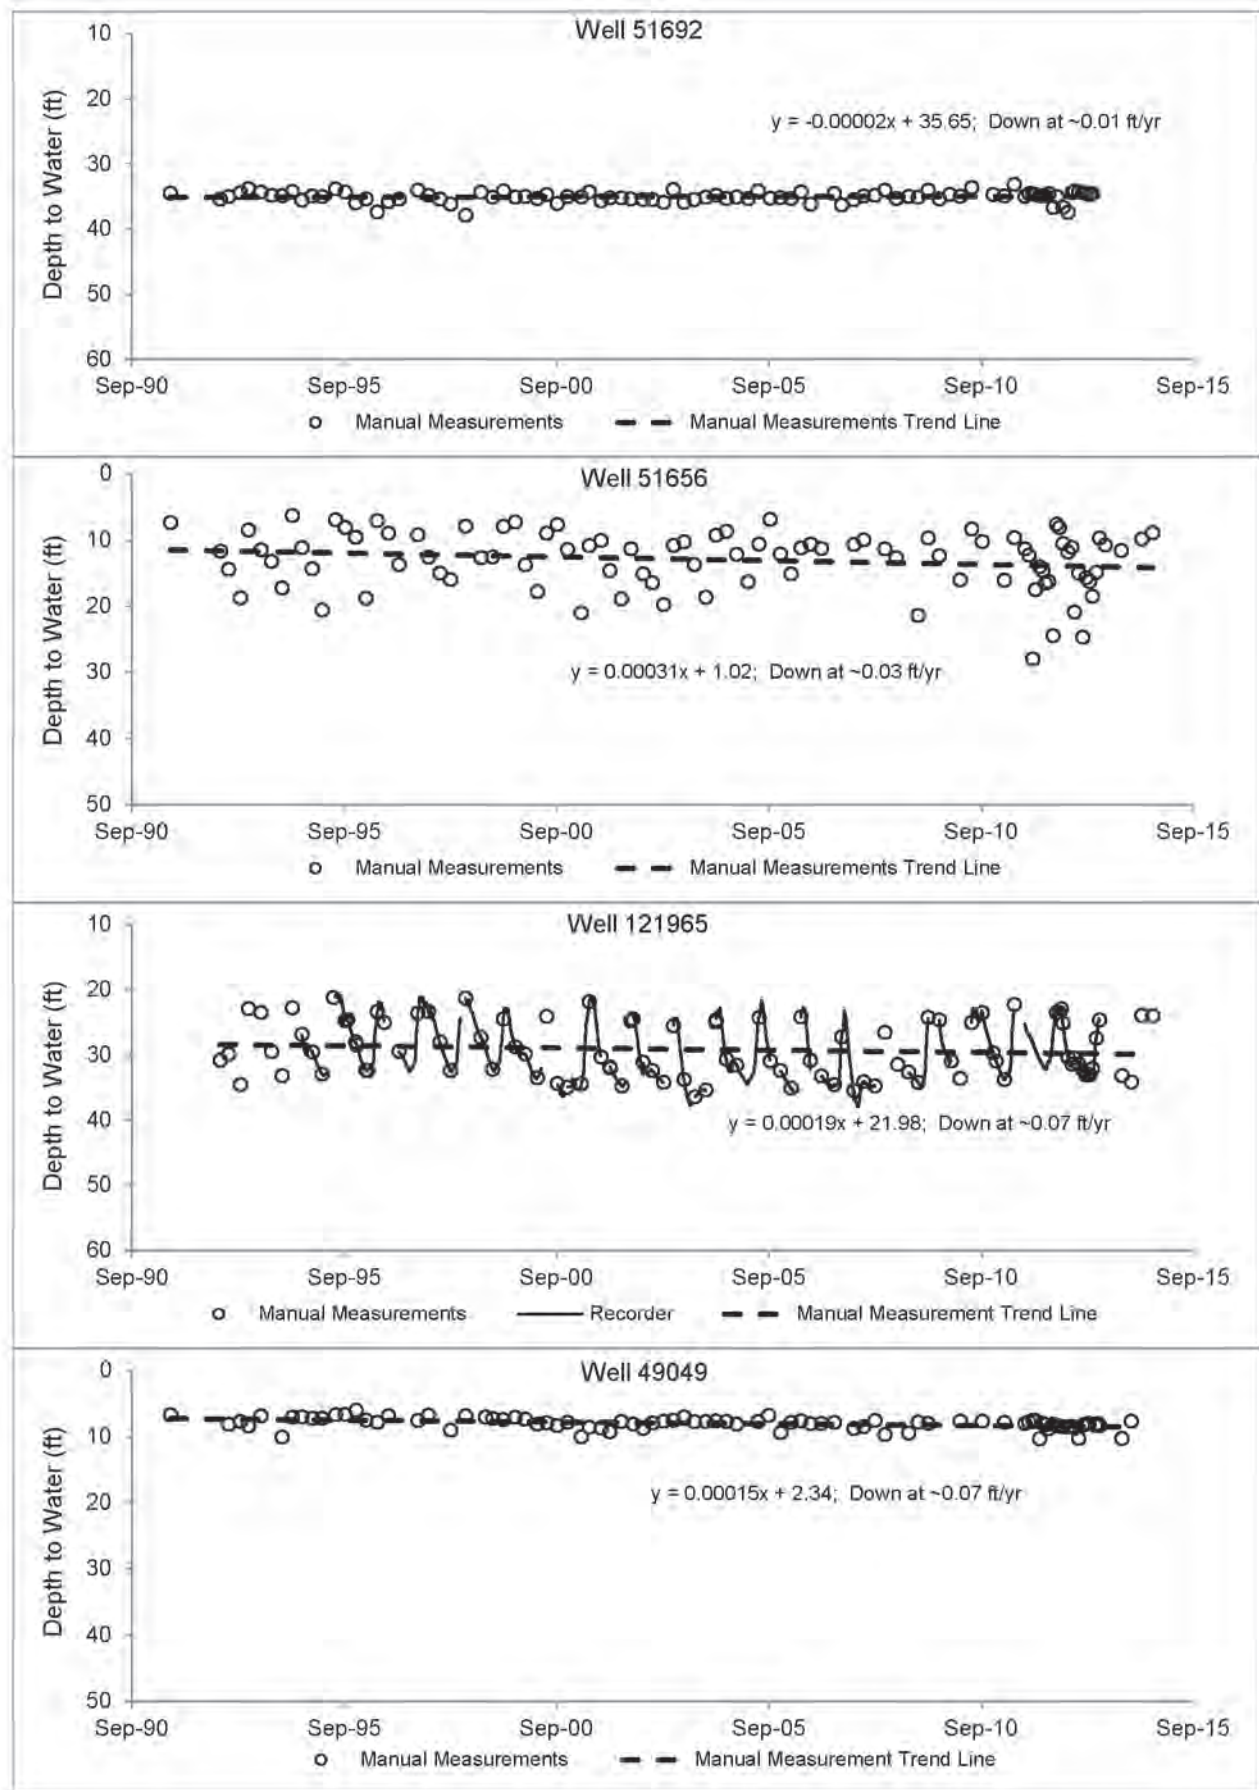 Well 51692
Depth to Water (ft)
10
20
30
40
50
60
y = -0.00002x + 35.65; Down at ~0.01 ft/yr
Sep-90 Sep-95 Sep-00 Sep-05 Sep-10 Sep-15
Manual Measurements Manual Measurements Trend Line
Well 51656
Depth to Water (ft)
0
10
20
30
40
50
y = 0.00031x + 1.02; Down at ~0.03 ft/yr
Sep-90 Sep-95 Sep-00 Sep-05 Sep-10 Sep-15
Manual Measurements Manual Measurements Trend Line
Well 121965
Depth to Water (ft)
10
20
30
40
50
60
y = 0.00019x + 21.98; Down at ~0.07 ft/yr
Sep-90 Sep-95 Sep-00 Sep-05 Sep-10 Sep-15
Manual Measurements Recorder Manual Measurement Trend Line
Well 49049
Depth to Water (ft)
0
10
20
30
40
50
y = 0.00015x + 2.34; Down at ~0.07 ft/yr
Sep-90 Sep-95 Sep-00 Sep-05 Sep-10 Sep-15
Manual Measurements Manual Measurement Trend Line